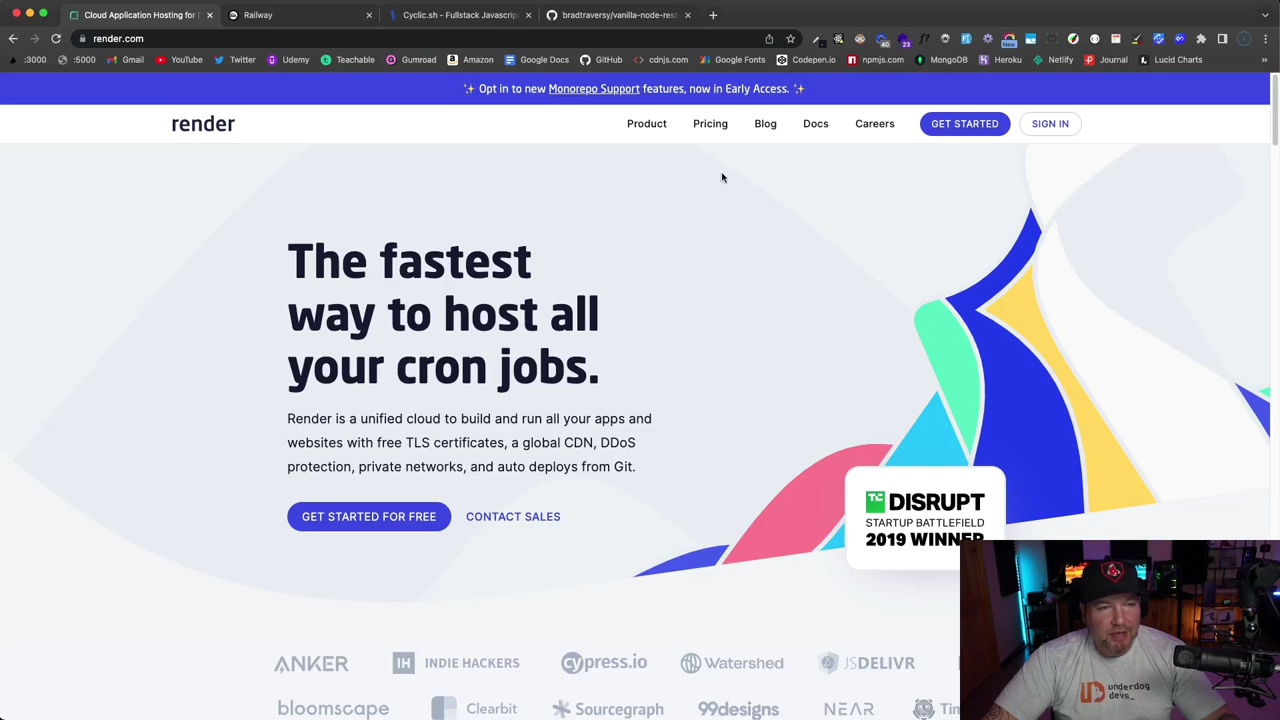 Cloud Application Hosting for D
Railway
Cyclic.sh - Fullstack Javascrip
bradtraversy/vanilla-node-rest
render.com
:3000
:5000
Gmail
YouTube
Twitter
Udemy
Teachable
Gumroad
Amazon
Google Docs
GitHub
cdnjs.com
Google Fonts
Codepen.io
npmjs.com
MongoDB
Heroku
Netlify
Journal
Lucid Charts
✨ Opt in to new Monorepo Support features, now in Early Access. ✨
render
Product
Pricing
Blog
Docs
Careers
GET STARTED
SIGN IN
The fastest
way to host all
your cron jobs.
Render is a unified cloud to build and run all your apps and
websites with free TLS certificates, a global CDN, DDoS
protection, private networks, and auto deploys from Git.
GET STARTED FOR FREE
CONTACT SALES
TC DISRUPT
STARTUP BATTLEFIELD
2019 WINNER
ANKER
IH INDIE HACKERS
cypress.io
Watershed
JSDELIVR
bloomscape
Clearbit
Sourcegraph
99designs
NEAR
underdog
devs_